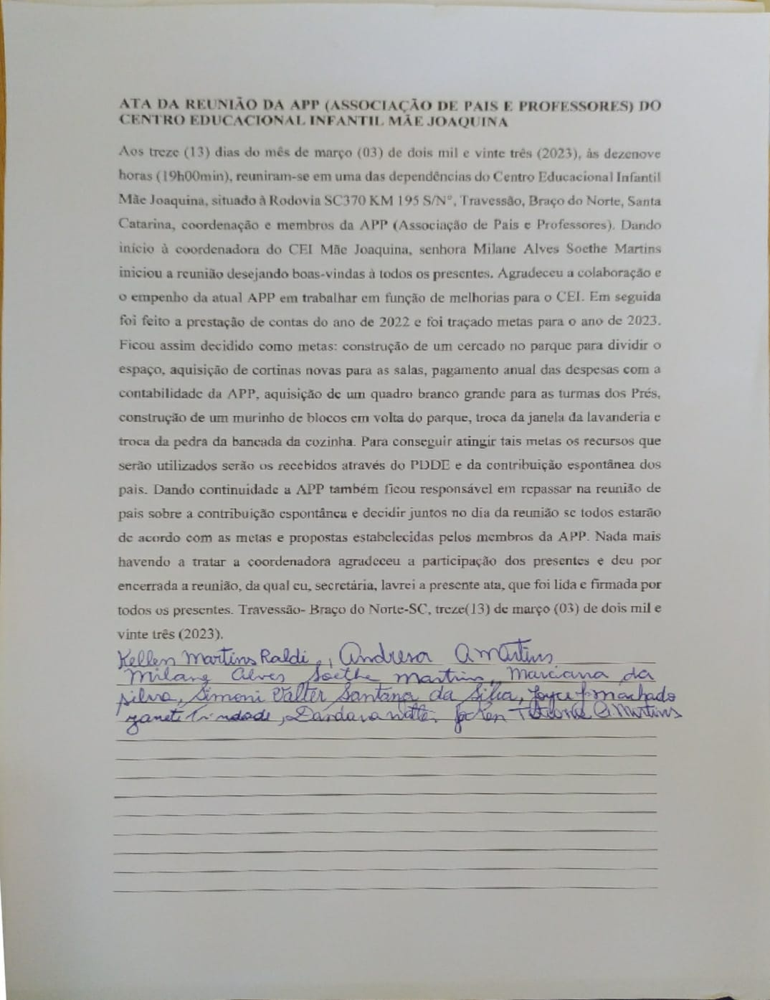 ATA DA REUNIÃO DA APP (ASSOCIAÇÃO DE PAIS E PROFESSORES) DO
CENTRO EDUCACIONAL INFANTIL MÃE JOAQUINA
Aos treze (13) dias do mês de março (03) de dois mil e vinte três (2023), às dezenove
horas (19h00min), reuniram-se em uma das dependências do Centro Educacional Infantil
Mãe Joaquina, situado à Rodovia SC370 KM 195 S/N°, Travessão, Braço do Norte, Santa
Catarina, coordenação e membros da APP (Associação de Pais e Professores). Dando
início à coordenadora do CEI Mãe Joaquina, senhora Milane Alves Soethe Martins
iniciou a reunião desejando boas-vindas à todos os presentes. Agradeceu a colaboração e
o empenho da atual APP em trabalhar em função de melhorias para o CEI. Em seguida
foi feito a prestação de contas do ano de 2022 e foi traçado metas para o ano de 2023.
Ficou assim decidido como metas: construção de um cercado no parque para dividir o
espaço, aquisição de cortinas novas para as salas, pagamento anual das despesas com a
contabilidade da APP, aquisição de um quadro branco grande para as turmas dos Prés,
construção de um murinho de blocos em volta do parque, troca da janela da lavanderia e
troca da pedra da bancada da cozinha. Para conseguir atingir tais metas os recursos que
serão utilizados serão os recebidos através do PDDE e da contribuição espontânea dos
pais. Dando continuidade a APP também ficou responsável em repassar na reunião de
pais sobre a contribuição espontânea e decidir juntos no dia da reunião se todos estarão
de acordo com as metas e propostas estabelecidas pelos membros da APP. Nada mais
havendo a tratar a coordenadora agradeceu a participação dos presentes e deu por
encerrada a reunião, da qual eu, secretária, lavrei a presente ata, que foi lida e firmada por
todos os presentes. Travessão- Braço do Norte-SC, treze(13) de março (03) de dois mil e
vinte três (2023).
Kellen Martins Raldi, Andresa A Martins
Milane Alves Soethe Martins, Marciana da
silva, Simoni Valter Santana da Silva, Joyce J. machado
zanete trindade, Dandara